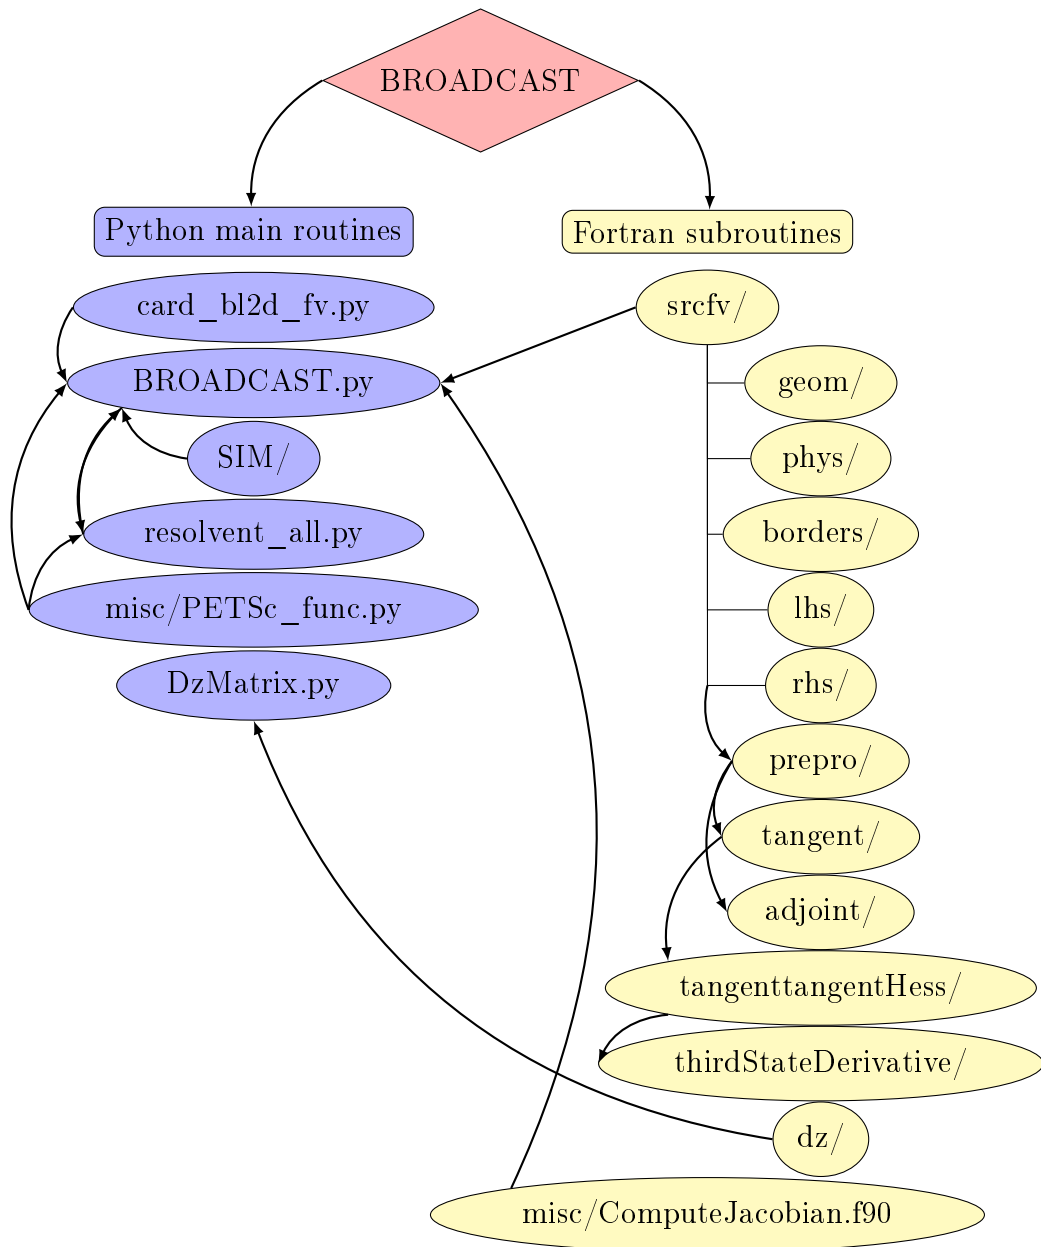 BROADCAST
Python main routines
Fortran subroutines
card_bl2d_fv.py
srcfv/
BROADCAST.py
geom/
SIM/
phys/
resolvent_all.py
borders/
misc/PETSc_func.py
lhs/
DzMatrix.py
rhs/
prepro/
tangent/
adjoint/
tangenttangentHess/
thirdStateDerivative/
dz/
misc/ComputeJacobian.f90